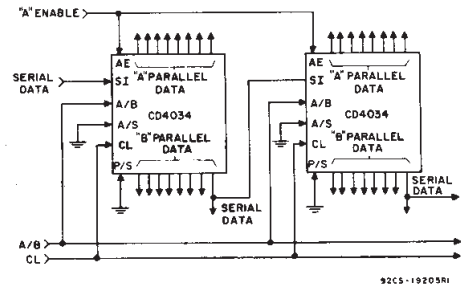 "A" ENABLE
AE
SI
A/B
A/S
CL
P/S
"A" PARALLEL
DATA
CD4034
"B" PARALLEL
DATA
SERIAL
DATA
SERIAL
DATA
AE
SI
A/B
A/S
CL
P/S
"A" PARALLEL
DATA
CD4034
"B" PARALLEL
DATA
SERIAL
DATA
A/B
CL
92CS-19205R1